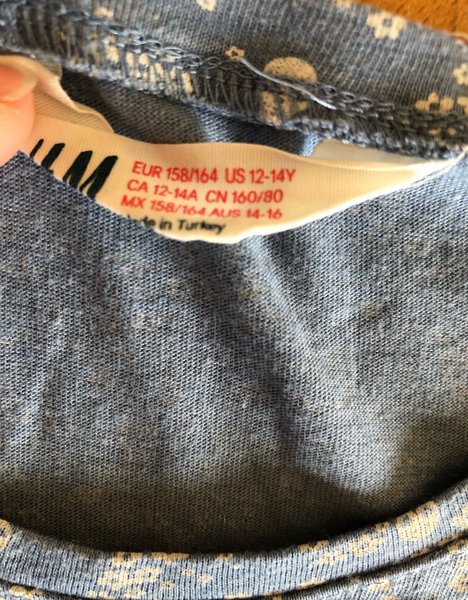 EUR 158/164 US 12-14Y
CA 12-14A CN 160/80
MX 158/164 AUS 14-16
in Turkey